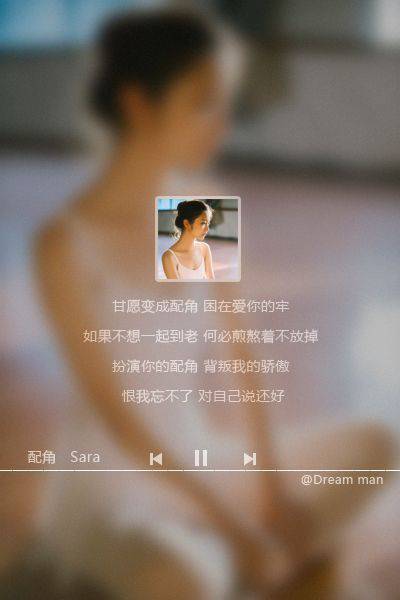 甘愿变成配角 困在爱你的牢
如果不想一起到老 何必煎熬着不放掉
扮演你的配角 背叛我的骄傲
恨我忘不了 对自己说还好
配角 Sara
@Dream man